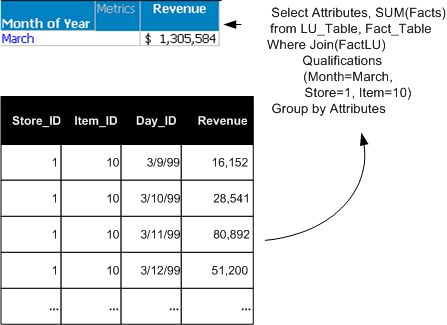 Metrics Revenue
Month of Year
March $ 1,305,584
Select Attributes, SUM(Facts)
from LU_Table, Fact_Table
Where Join(FactLU)
Qualifications
(Month=March,
Store=1, Item=10)
Group by Attributes
Store_ID Item_ID Day_ID Revenue
1 10 3/9/99 16,152
1 10 3/10/99 28,541
1 10 3/11/99 80,892
1 10 3/12/99 51,200
... ... ... ...